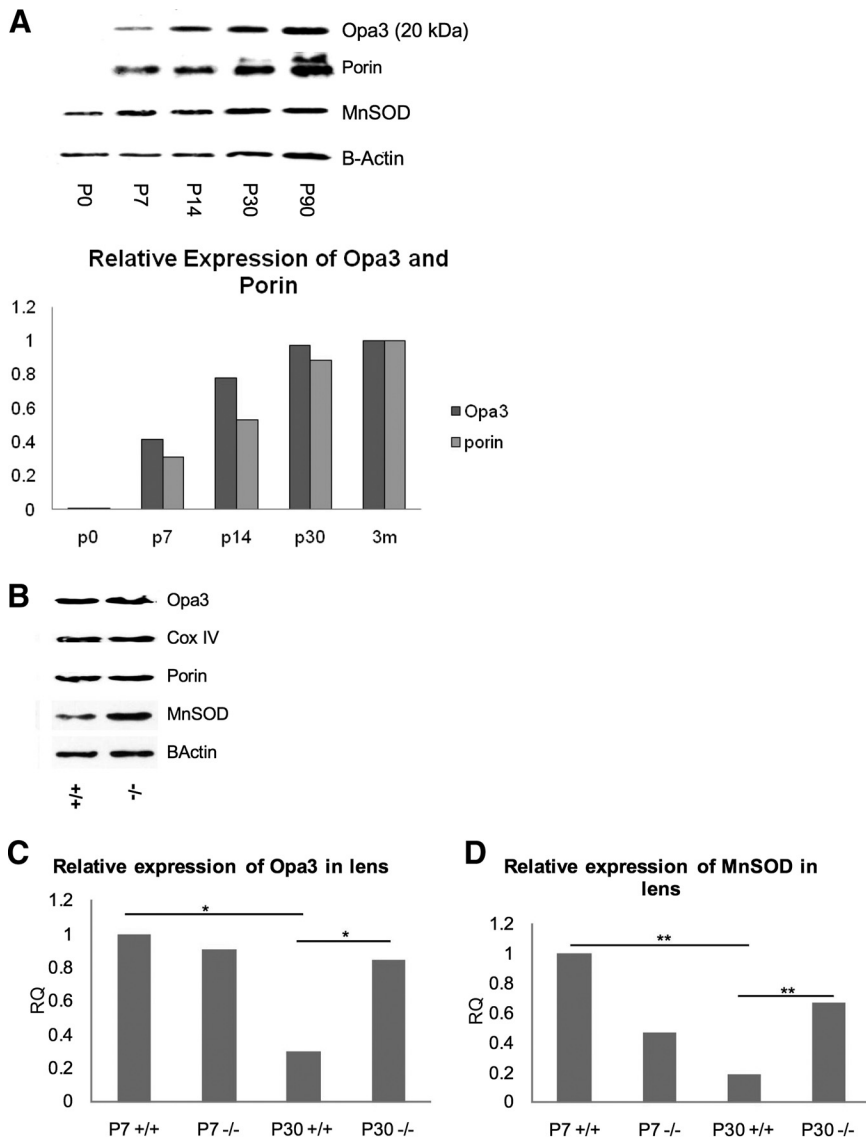 A
Opa3 (20 kDa)
Porin
MnSOD
B-Actin
P0 P7 P14 P30 P90
Relative Expression of Opa3 and
Porin
1.2
1
0.8
0.6
0.4
0.2
0
p0 p7 p14 p30 3m
Opa3
porin
B
Opa3
Cox IV
Porin
MnSOD
BActin
+/+ -/-
C
Relative expression of Opa3 in lens
1.2
1
0.8
0.6
0.4
0.2
0
RQ
*
*
P7 +/+ P7 -/- P30 +/+ P30 -/-
D
Relative expression of MnSOD in
lens
1.2
1
0.8
0.6
0.4
0.2
0
RQ
**
**
P7 +/+ P7 -/- P30 +/+ P30 -/-